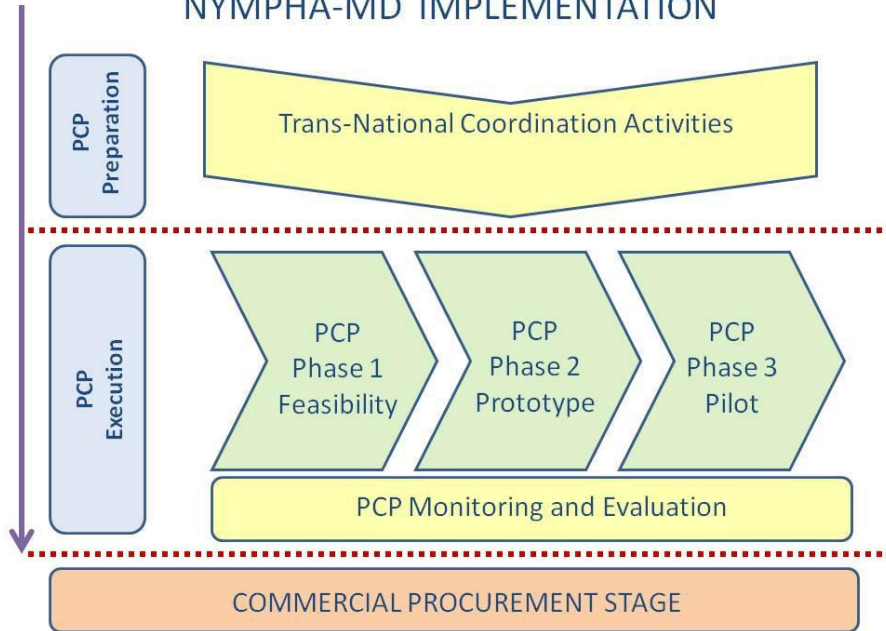 NYMPHA-MD IMPLEMENTATION
PCP
Preparation
Trans-National Coordination Activities
PCP
Execution
PCP
Phase 1
Feasibility
PCP
Phase 2
Prototype
PCP
Phase 3
Pilot
PCP Monitoring and Evaluation
COMMERCIAL PROCUREMENT STAGE